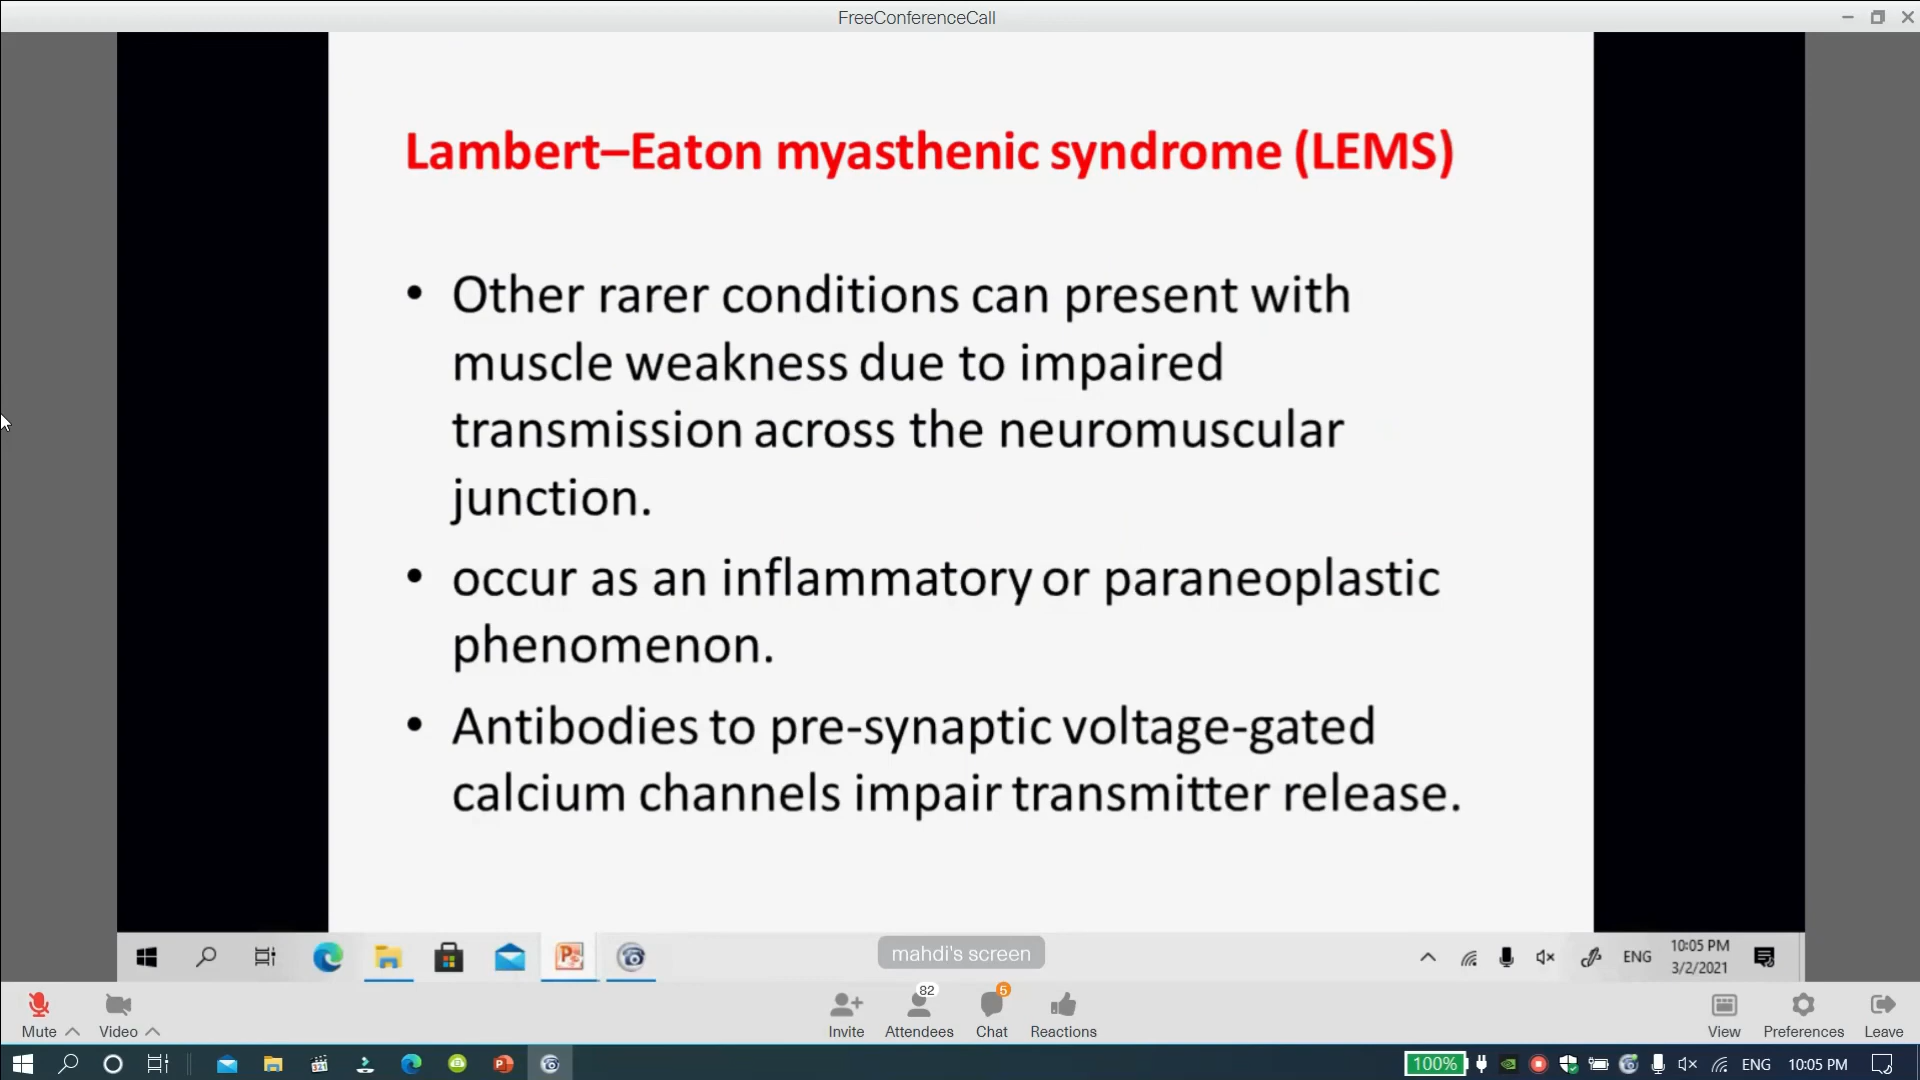 FreeConferenceCall
Lambert–Eaton myasthenic syndrome (LEMS)
• Other rarer conditions can present with
muscle weakness due to impaired
transmission across the neuromuscular
junction.
• occur as an inflammatory or paraneoplastic
phenomenon.
• Antibodies to pre-synaptic voltage-gated
calcium channels impair transmitter release.
mahdi's screen
ENG
10:05 PM
3/2/2021
Mute
Video
Invite
82
Attendees
5
Chat
Reactions
View
Preferences
Leave
100%
ENG
10:05 PM